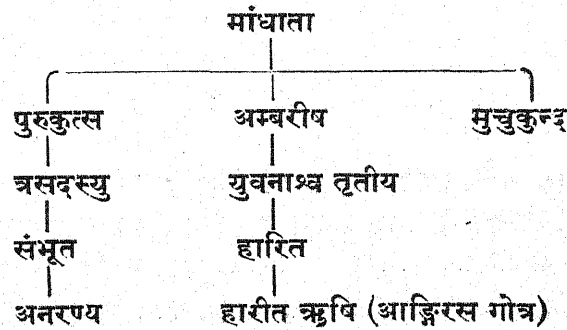 मांधाता
पुरुकुत्स अम्बरीष मुचुकुन्द
त्रसदस्यु युवनाश्व तृतीय
संभूत हारित
अनरण्य हारीत ऋषि (आङ्गिरस गोत्र)